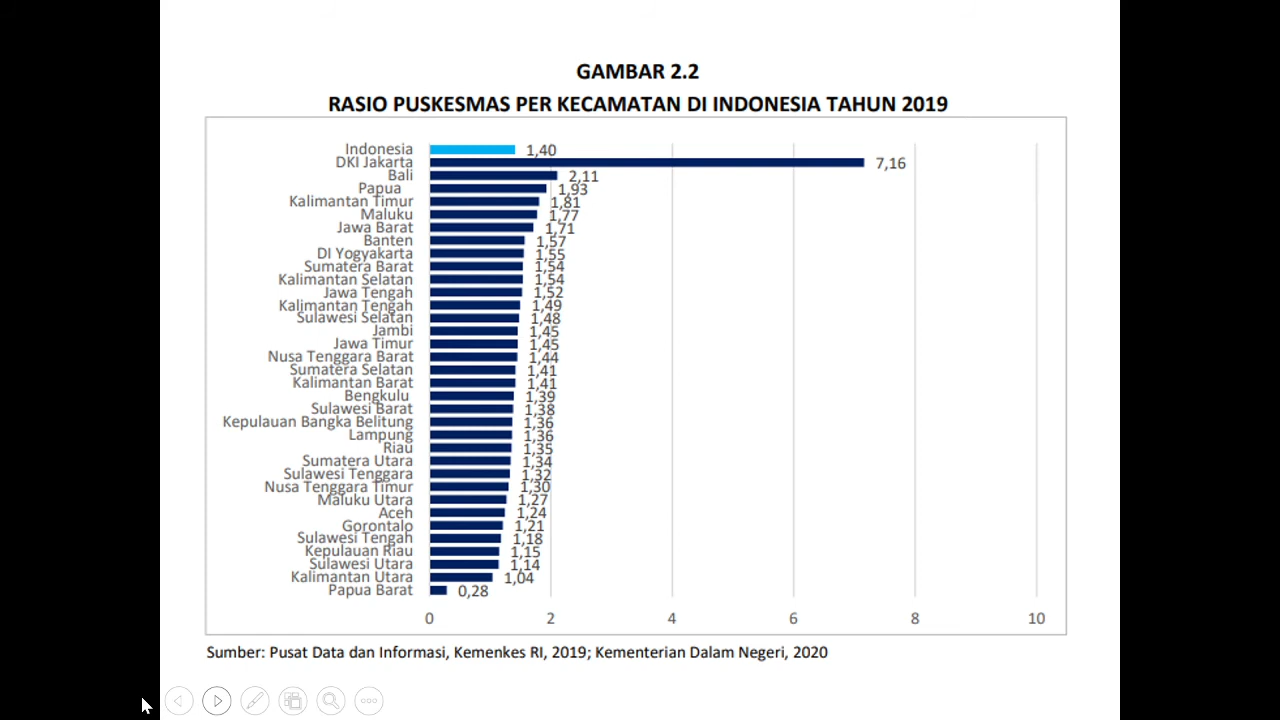 GAMBAR 2.2
RASIO PUSKESMAS PER KECAMATAN DI INDONESIA TAHUN 2019
Indonesia 1,40
DKI Jakarta 7,16
Bali 2,11
Papua 1,93
Kalimantan Timur 1,81
Maluku 1,77
Jawa Barat 1,71
Banten 1,57
DI Yogyakarta 1,55
Sumatera Barat 1,54
Kalimantan Selatan 1,54
Jawa Tengah 1,52
Kalimantan Tengah 1,49
Sulawesi Selatan 1,48
Jambi 1,45
Jawa Timur 1,45
Nusa Tenggara Barat 1,44
Sumatera Selatan 1,41
Kalimantan Barat 1,41
Bengkulu 1,39
Sulawesi Barat 1,38
Kepulauan Bangka Belitung 1,36
Lampung 1,36
Riau 1,35
Sumatera Utara 1,34
Sulawesi Tenggara 1,32
Nusa Tenggara Timur 1,30
Maluku Utara 1,27
Aceh 1,24
Gorontalo 1,21
Sulawesi Tengah 1,18
Kepulauan Riau 1,15
Sulawesi Utara 1,14
Kalimantan Utara 1,04
Papua Barat 0,28
0 2 4 6 8 10
Sumber: Pusat Data dan Informasi, Kemenkes RI, 2019; Kementerian Dalam Negeri, 2020